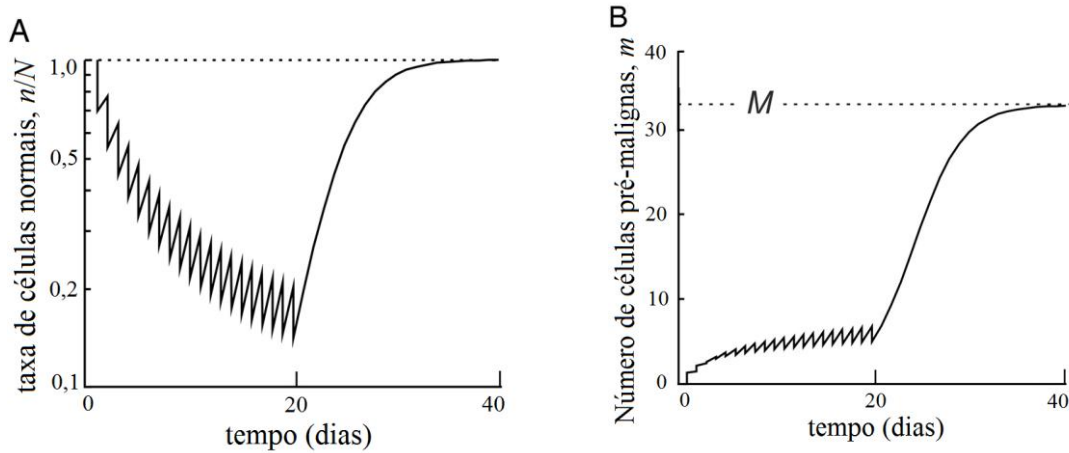 A
taxa de células normais, n/N
1,0
0,5
0,2
0,1
0
20
40
tempo (dias)
B
Número de células pré-malignas, m
40
30
20
10
0
M
0
20
40
tempo (dias)